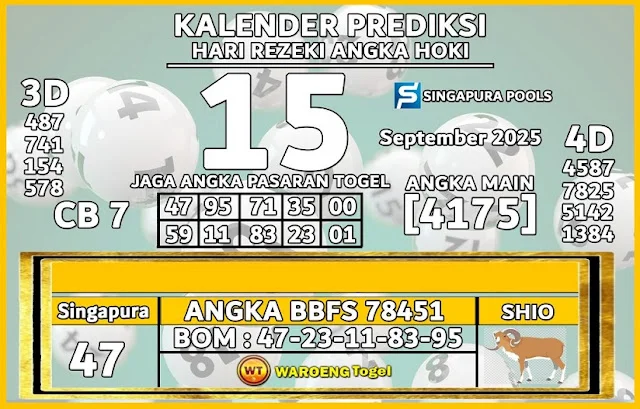 KALENDER PREDIKSI
HARI REZEKI ANGKA HOKI
3D
487
741
154
578
CB 7
15
SINGAPURA POOLS
September 2025
JAGA ANGKA PASARAN TOGEL
47 95 71 35 00
59 11 83 23 01
ANGKA MAIN
[4175]
4D
4587
7825
5142
1384
Singapura
47
ANGKA BBFS 78451
BOM : 47-23-11-83-95
WT WAROENG Togel
SHIO